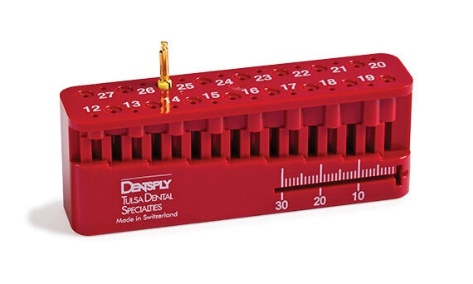 27 26 25 24 23 22 21 20
12 13 14 15 16 17 18 19
DENTSPLY
TULSA DENTAL
SPECIALTIES
Made in Switzerland
30 20 10